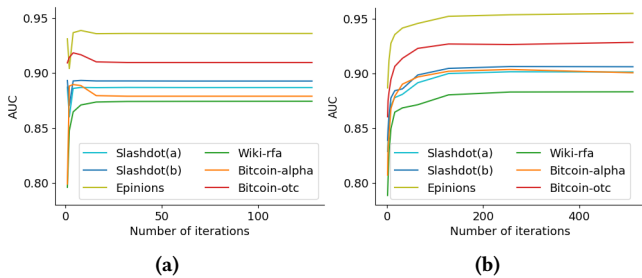 0.95
0.90
0.85
0.80
AUC
0
50
100
Number of iterations
Slashdot(a)
Slashdot(b)
Epinions
Wiki-rfa
Bitcoin-alpha
Bitcoin-otc
(a)
0.95
0.90
0.85
0.80
AUC
0
200
400
Number of iterations
Slashdot(a)
Slashdot(b)
Epinions
Wiki-rfa
Bitcoin-alpha
Bitcoin-otc
(b)